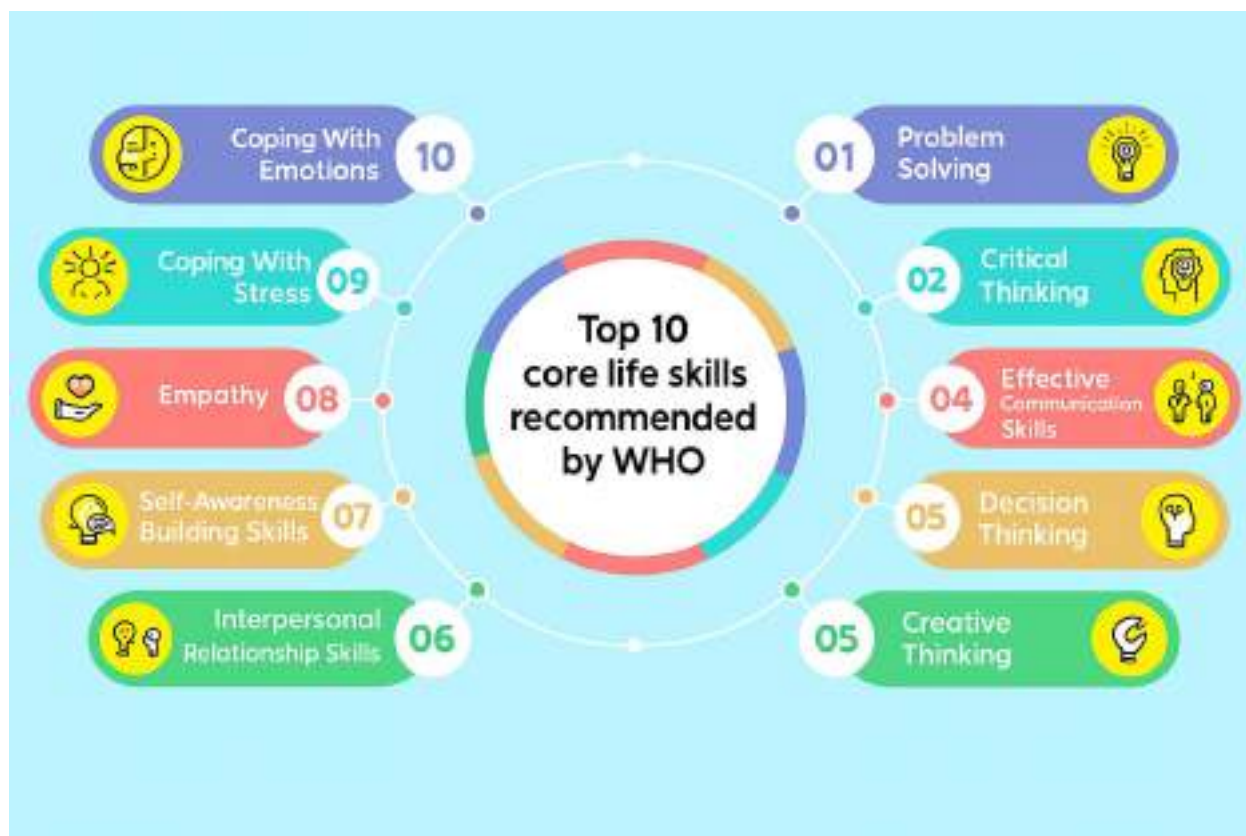 Top 10
core life skills
recommended
by WHO
01
Problem
Solving
02
Critical
Thinking
04
Effective
Communication
Skills
05
Decision
Thinking
05
Creative
Thinking
Interpersonal
Relationship Skills
06
Self-Awareness
Building Skills
07
Empathy
08
Coping With
Stress
09
Coping With
Emotions
10